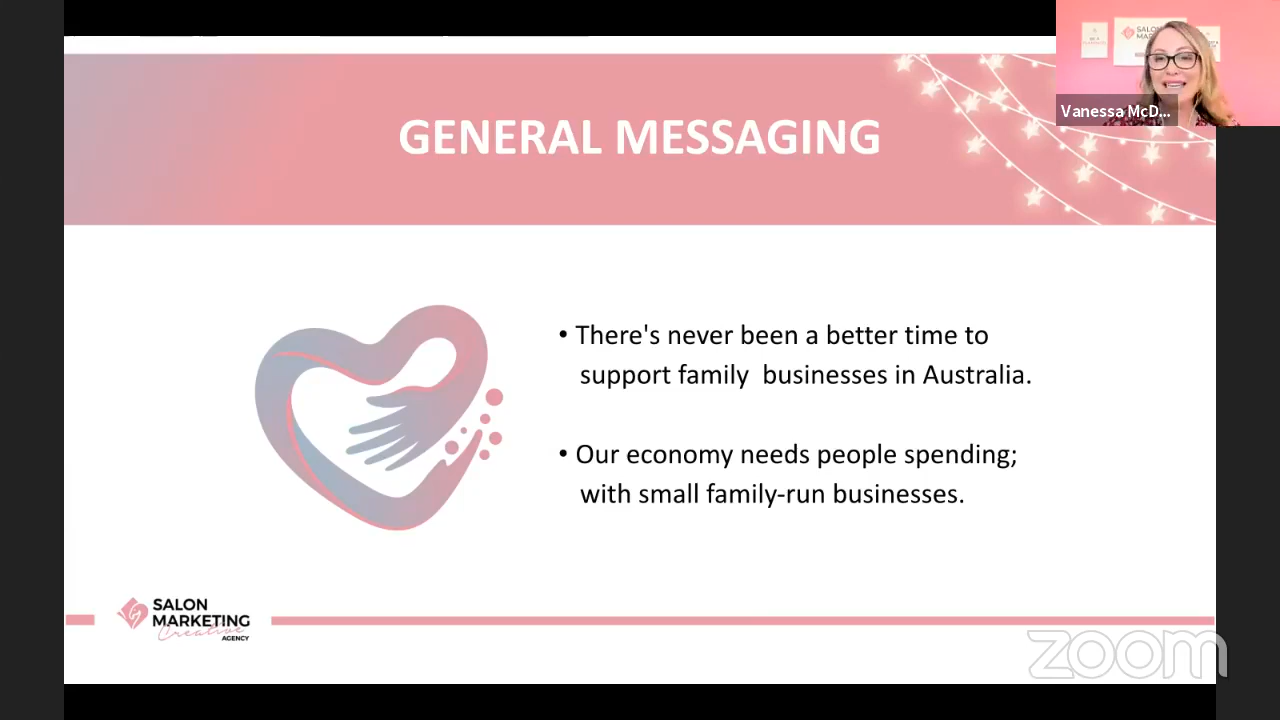 GENERAL MESSAGING
Vanessa McD...
• There's never been a better time to
support family businesses in Australia.
• Our economy needs people spending;
with small family-run businesses.
SALON
MARKETING
Creative
AGENCY
zoom